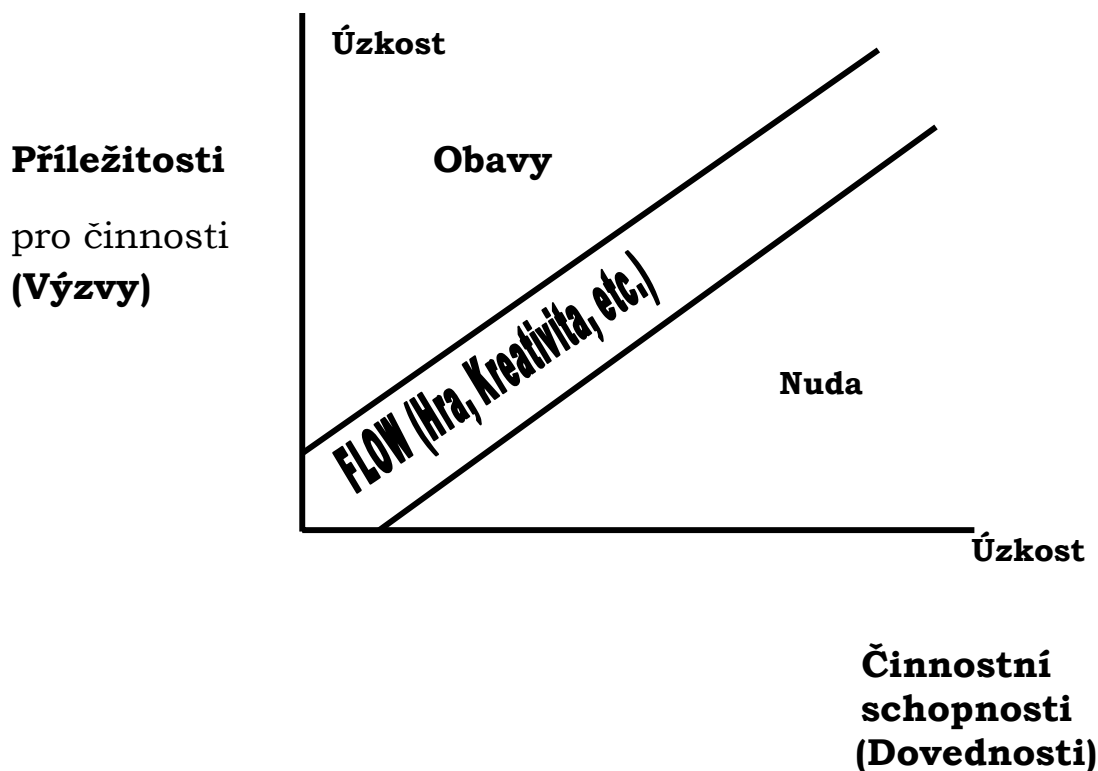 Úzkost
Příležitosti
Obavy
pro činnosti
(Výzvy)
FLOW (Hra, Kreativita, etc.)
Nuda
Úzkost
Činnostní
schopnosti
(Dovednosti)